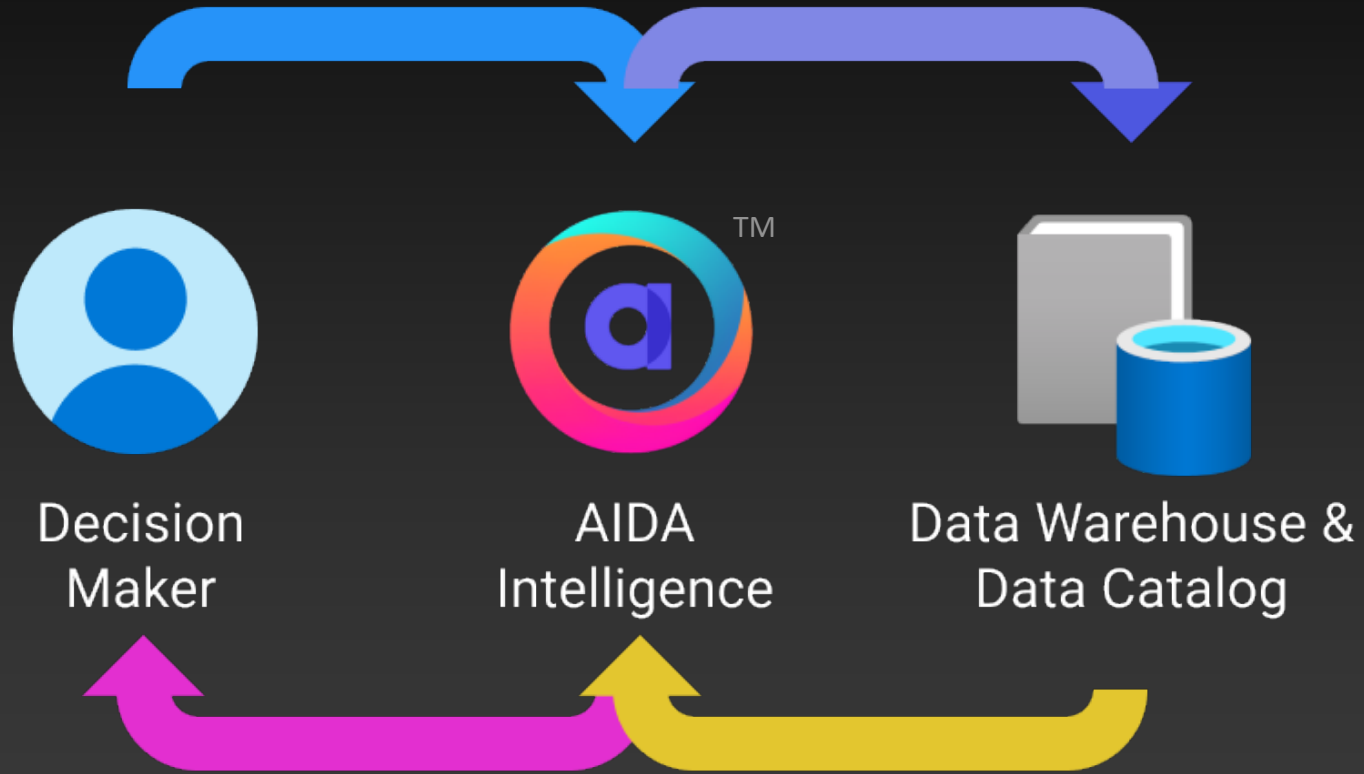 TM
Decision
Maker
AIDA
Intelligence
Data Warehouse &
Data Catalog